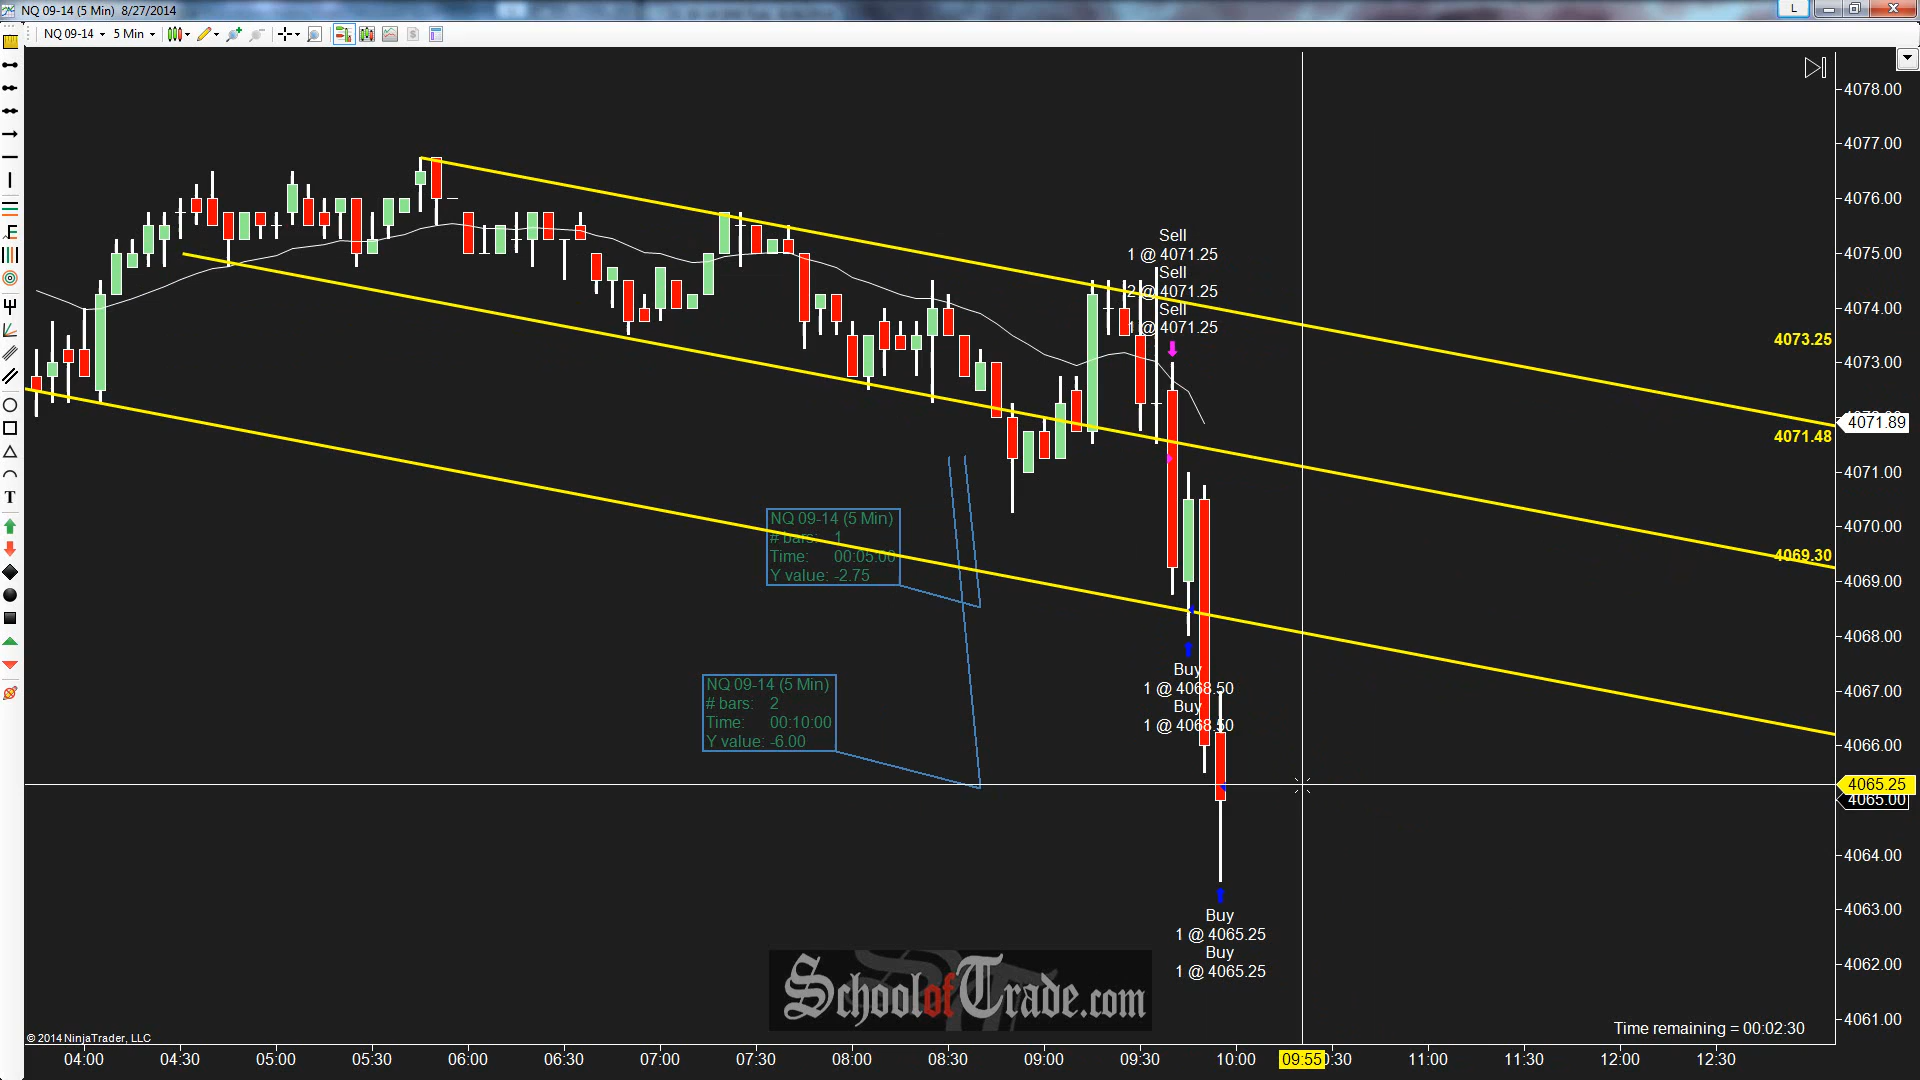 NQ 09-14 (5 Min) 8/27/2014
L
NQ 09-14
5 Min
F
T
$
4078.00
4077.00
4076.00
4075.00
4074.00
4073.00
4071.89
4071.00
4070.00
4069.00
4068.00
4067.00
4066.00
4065.25
4065.00
4064.00
4063.00
4062.00
4061.00
4073.25
4071.48
4069.30
Sell
1 @ 4071.25
Sell
2 @ 4071.25
Sell
1 @ 4071.25
NQ 09-14 (5 Min)
# bars: 1
Time: 00:05:00
Y value: -2.75
NQ 09-14 (5 Min)
# bars: 2
Time: 00:10:00
Y value: -6.00
Buy
1 @ 4068.50
Buy
1 @ 4068.50
Buy
1 @ 4065.25
Buy
1 @ 4065.25
SchoolofTrade.com
Time remaining = 00:02:30
© 2014 NinjaTrader, LLC
04:00 04:30 05:00 05:30 06:00 06:30 07:00 07:30 08:00 08:30 09:00 09:30 10:00 09:55 11:00 11:30 12:00 12:30